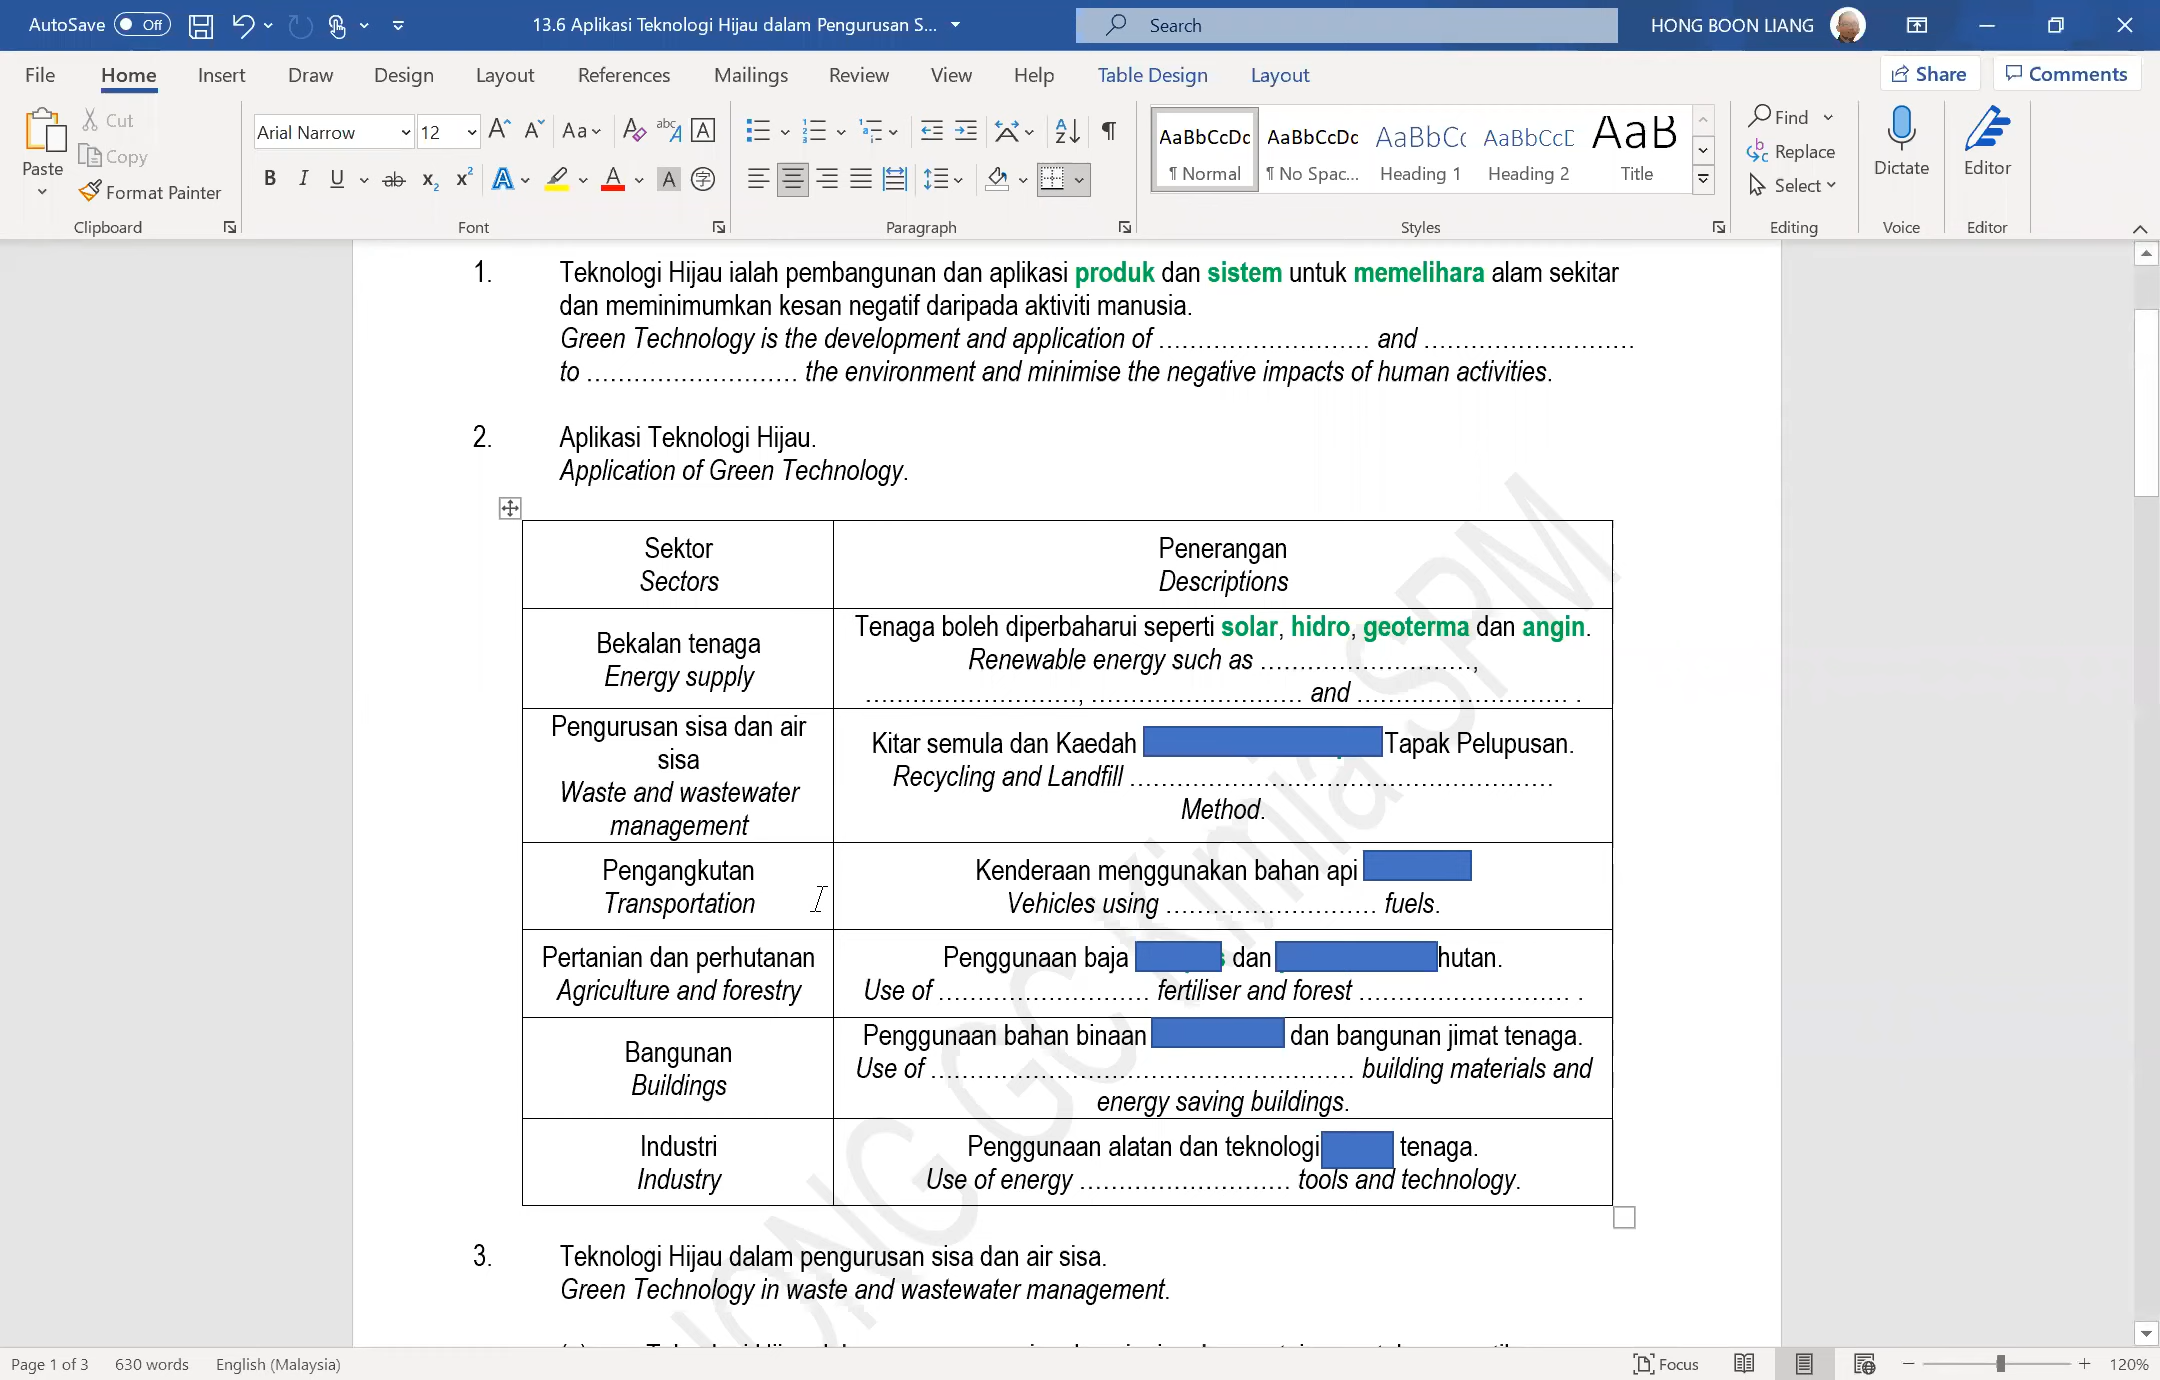 AutoSave Off 13.6 Aplikasi Teknologi Hijau dalam Pengurusan S... Search HONG BOON LIANG
File Home Insert Draw Design Layout References Mailings Review View Help Table Design Layout Share Comments
Paste Cut Copy Format Painter
Arial Narrow 12
AaBbCcDc ¶ Normal
AaBbCcDc ¶ No Spac...
AaBbCc Heading 1
AaBbCcD Heading 2
AaB Title
Find Replace Select
Dictate
Editor
Clipboard Font Paragraph Styles Editing Voice Editor
1. Teknologi Hijau ialah pembangunan dan aplikasi produk dan sistem untuk memelihara alam sekitar
dan meminimumkan kesan negatif daripada aktiviti manusia.
Green Technology is the development and application of ........................... and ...........................
to ........................... the environment and minimise the negative impacts of human activities.
2. Aplikasi Teknologi Hijau.
Application of Green Technology.
Sektor
Sectors
Penerangan
Descriptions
Bekalan tenaga
Energy supply
Tenaga boleh diperbaharui seperti solar, hidro, geoterma dan angin.
Renewable energy such as ...........................,
..........................., ........................... and ........................... .
Pengurusan sisa dan air
sisa
Waste and wastewater
management
Kitar semula dan Kaedah Tapak Pelupusan.
Recycling and Landfill ......................................................
Method.
Pengangkutan
Transportation
Kenderaan menggunakan bahan api
Vehicles using ........................... fuels.
Pertanian dan perhutanan
Agriculture and forestry
Penggunaan baja dan hutan.
Use of ........................... fertiliser and forest ........................... .
Bangunan
Buildings
Penggunaan bahan binaan dan bangunan jimat tenaga.
Use of ...................................................... building materials and
energy saving buildings.
Industri
Industry
Penggunaan alatan dan teknologi tenaga.
Use of energy ........................... tools and technology.
3. Teknologi Hijau dalam pengurusan sisa dan air sisa.
Green Technology in waste and wastewater management.
HONG GC Kimia SPM
Page 1 of 3 630 words English (Malaysia) Focus 120%